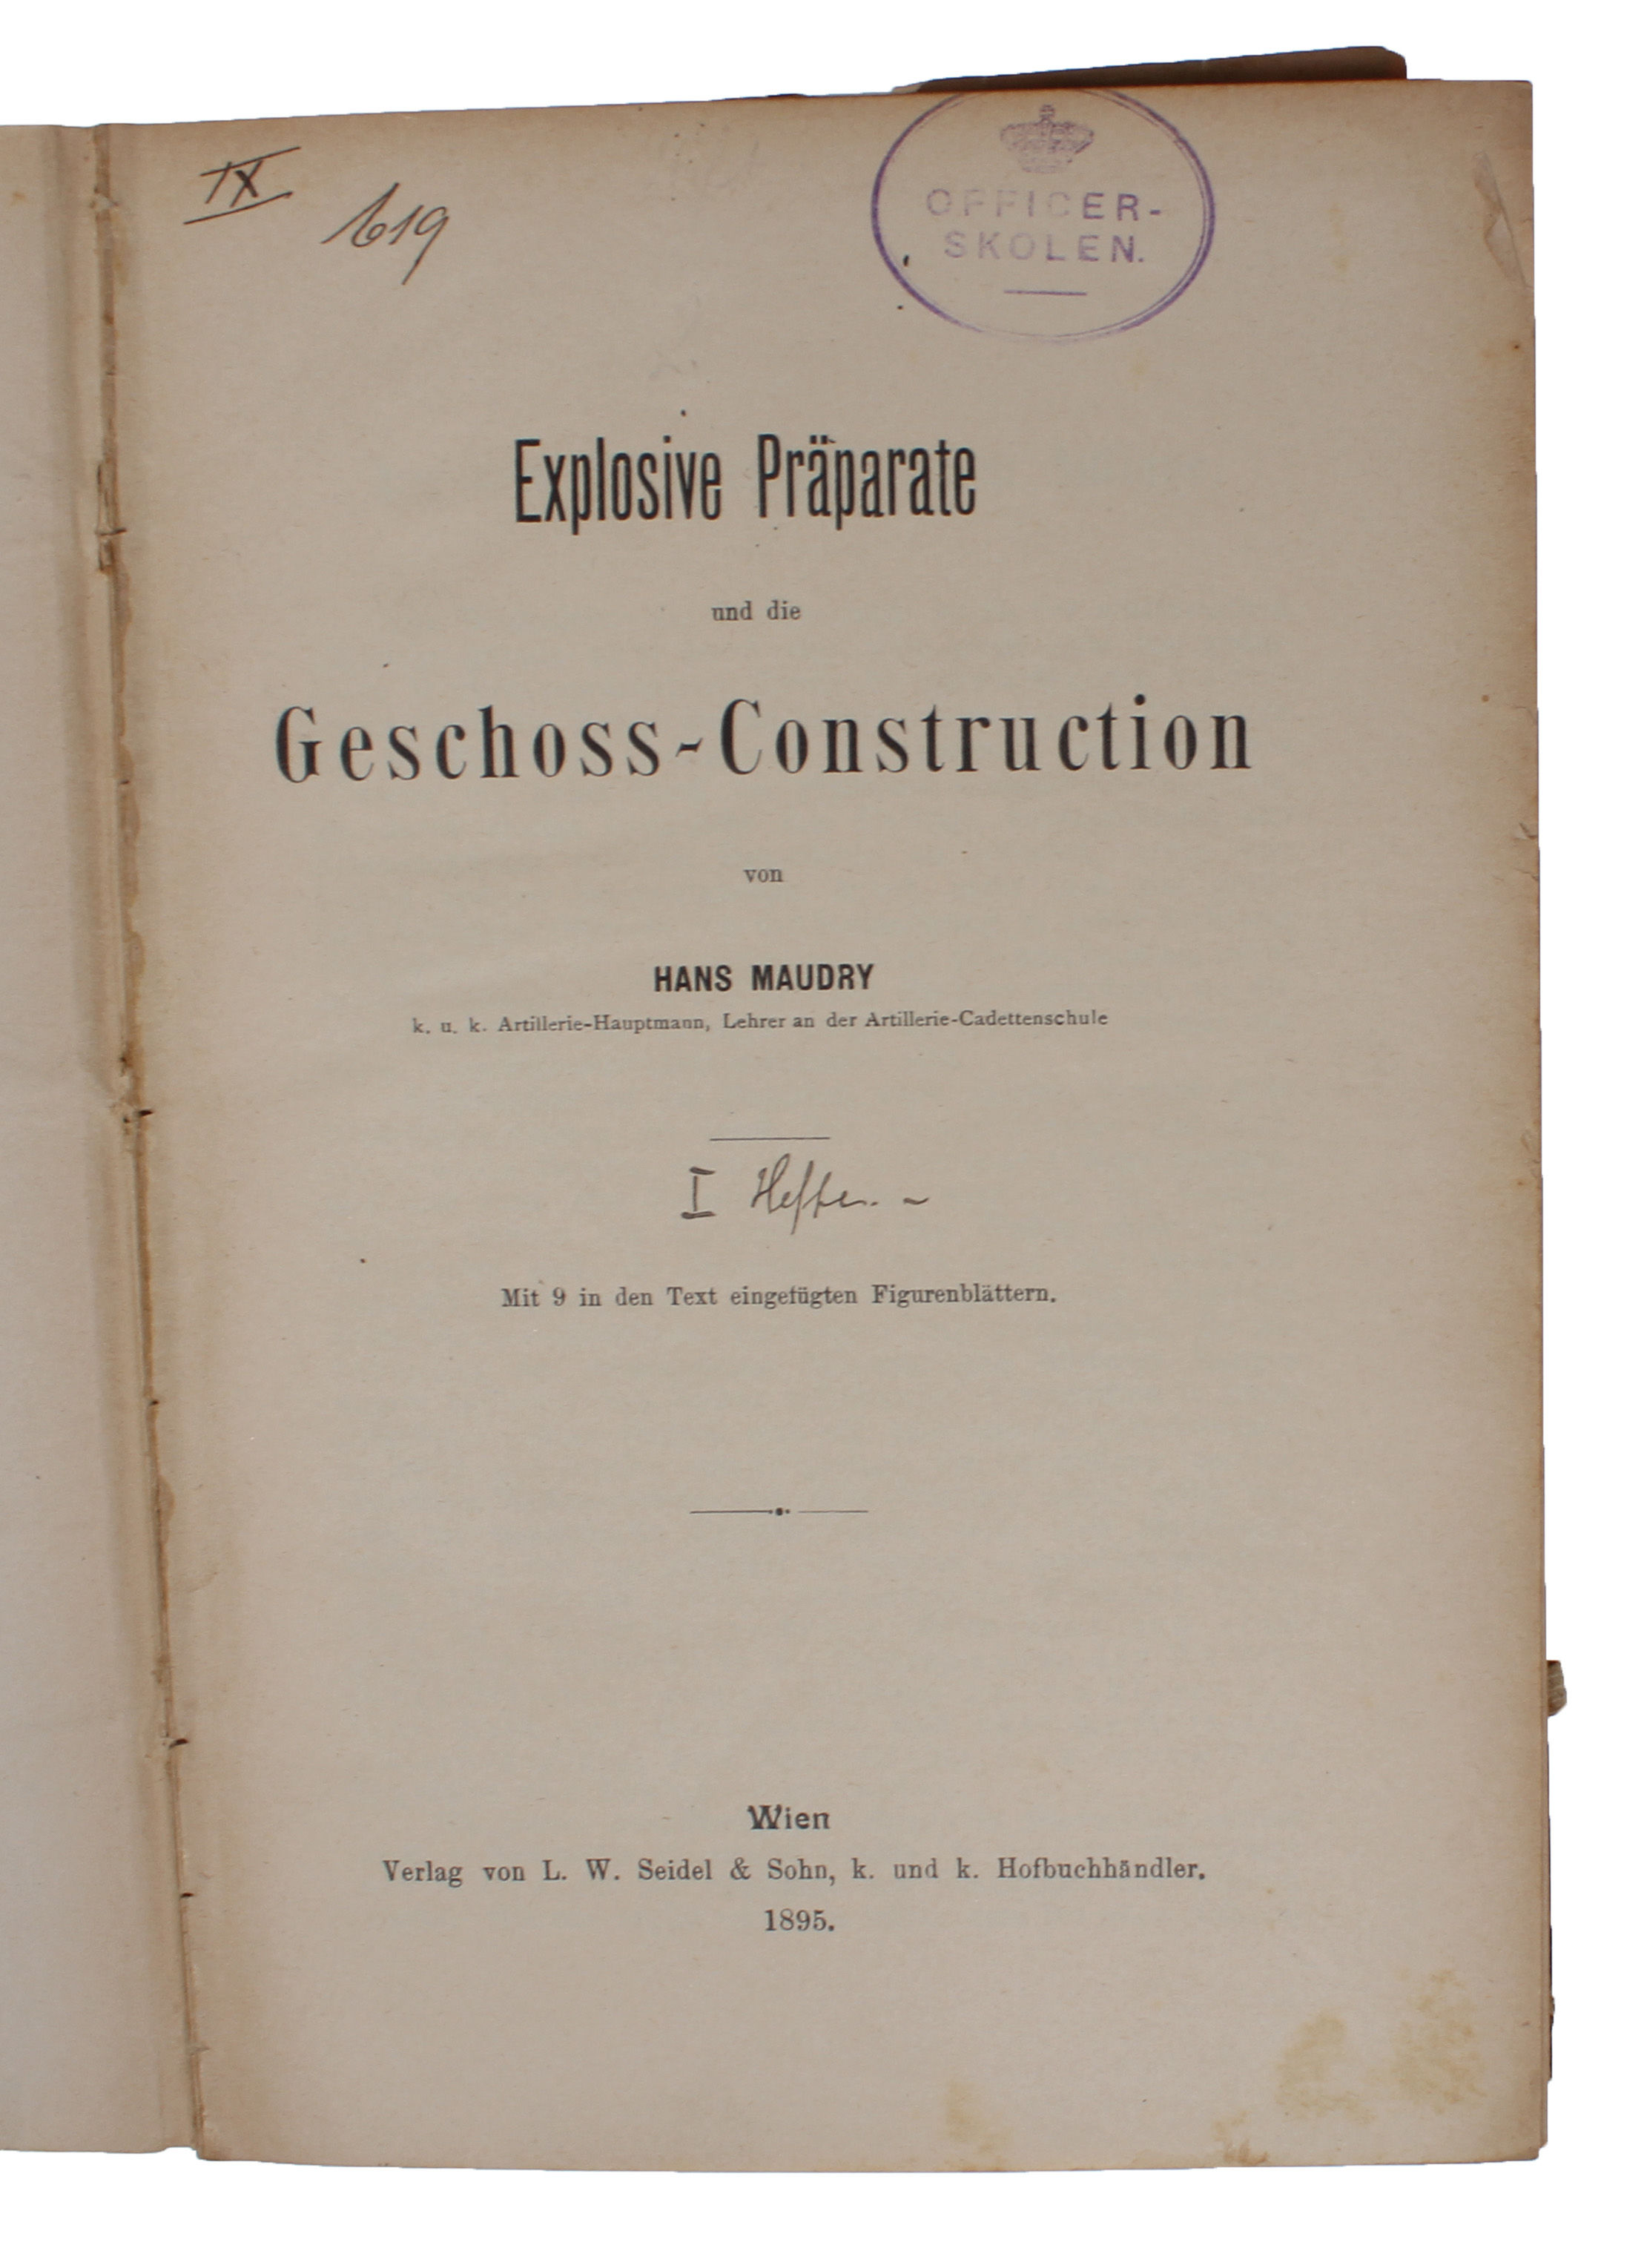 IX
619
OFFICER-
SKOLEN.
Explosive Präparate
und die
Geschoss-Construction
von
HANS MAUDRY
k. u. k. Artillerie-Hauptmann, Lehrer an der Artillerie-Cadettenschule
I
Mit 9 in den Text eingefügten Figurenblättern.
Wien
Verlag von L. W. Seidel & Sohn, k. und k. Hofbuchhändler.
1895.